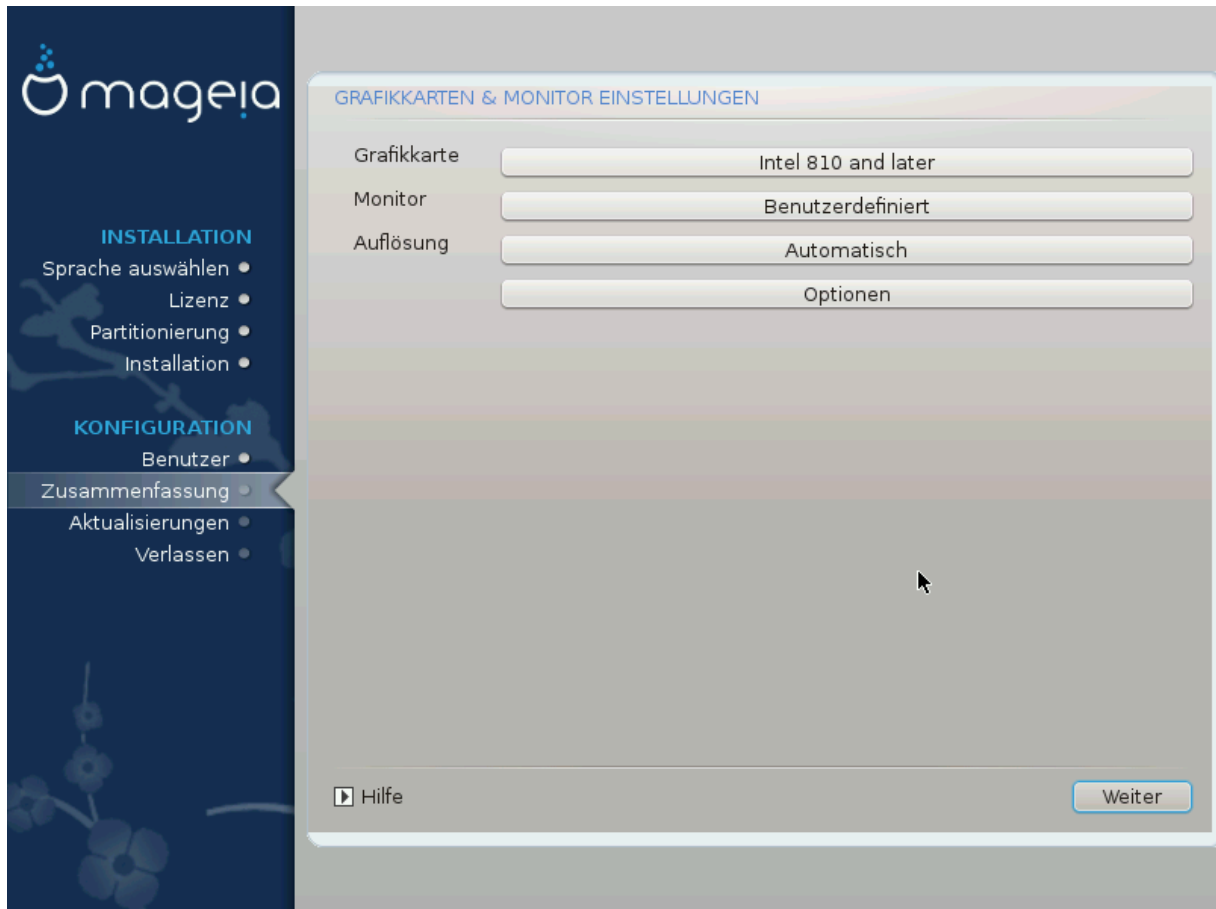 mageia
INSTALLATION
Sprache auswählen
Lizenz
Partitionierung
Installation
KONFIGURATION
Benutzer
Zusammenfassung
Aktualisierungen
Verlassen
GRAFIKKARTEN & MONITOR EINSTELLUNGEN
Grafikkarte Intel 810 and later
Monitor Benutzerdefiniert
Auflösung Automatisch
Optionen
Hilfe Weiter